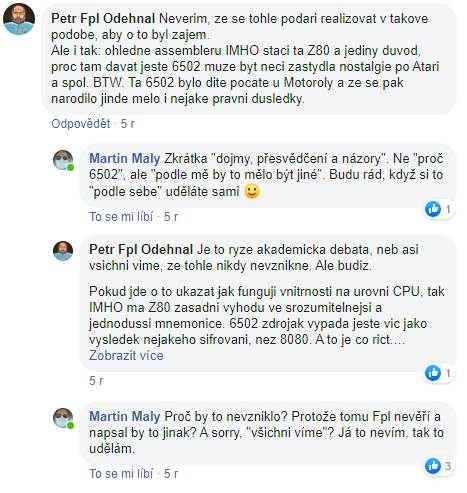 Petr Fpl Odehnal Neverim, ze se tohle podari realizovat v takove
podobe, aby o to byl zajem.
Ale i tak: ohledne assembleru IMHO staci ta Z80 a jediny duvod,
proc tam davat jeste 6502 muze byt neci zastydla nostalgie po Atari
a spol. BTW. Ta 6502 bylo dite pocate u Motoroly a ze se pak
narodilo jinde melo i nejake pravni dusledky.
Odpovědět · 5 r
Martin Maly Zkrátka "dojmy, přesvědčení a názory". Ne "proč
6502", ale "podle mě by to mělo být jiné". Budu rád, když si to
"podle sebe" uděláte sami 🙂
1
To se mi líbí · 5 r
Petr Fpl Odehnal Je to ryze akademicka debata, neb asi
vsichni vime, ze tohle nikdy nevznikne. Ale budiz.
Pokud jde o to ukazat jak funguji vnitrnosti na urovni CPU, tak
IMHO ma Z80 zasadni vyhodu ve srozumitelnejsi a
jednodussi mnemonice. 6502 zdrojak vypada jeste vic jako
vysledek nejakeho sifrovani, nez 8080. A to je co rict....
Zobrazit více
1
5 r
Martin Maly Proč by to nevzniklo? Protože tomu Fpl nevěří a
napsal by to jinak? A sorry, "všichni víme"? Já to nevím, tak to
udělám.
3
To se mi líbí · 5 r